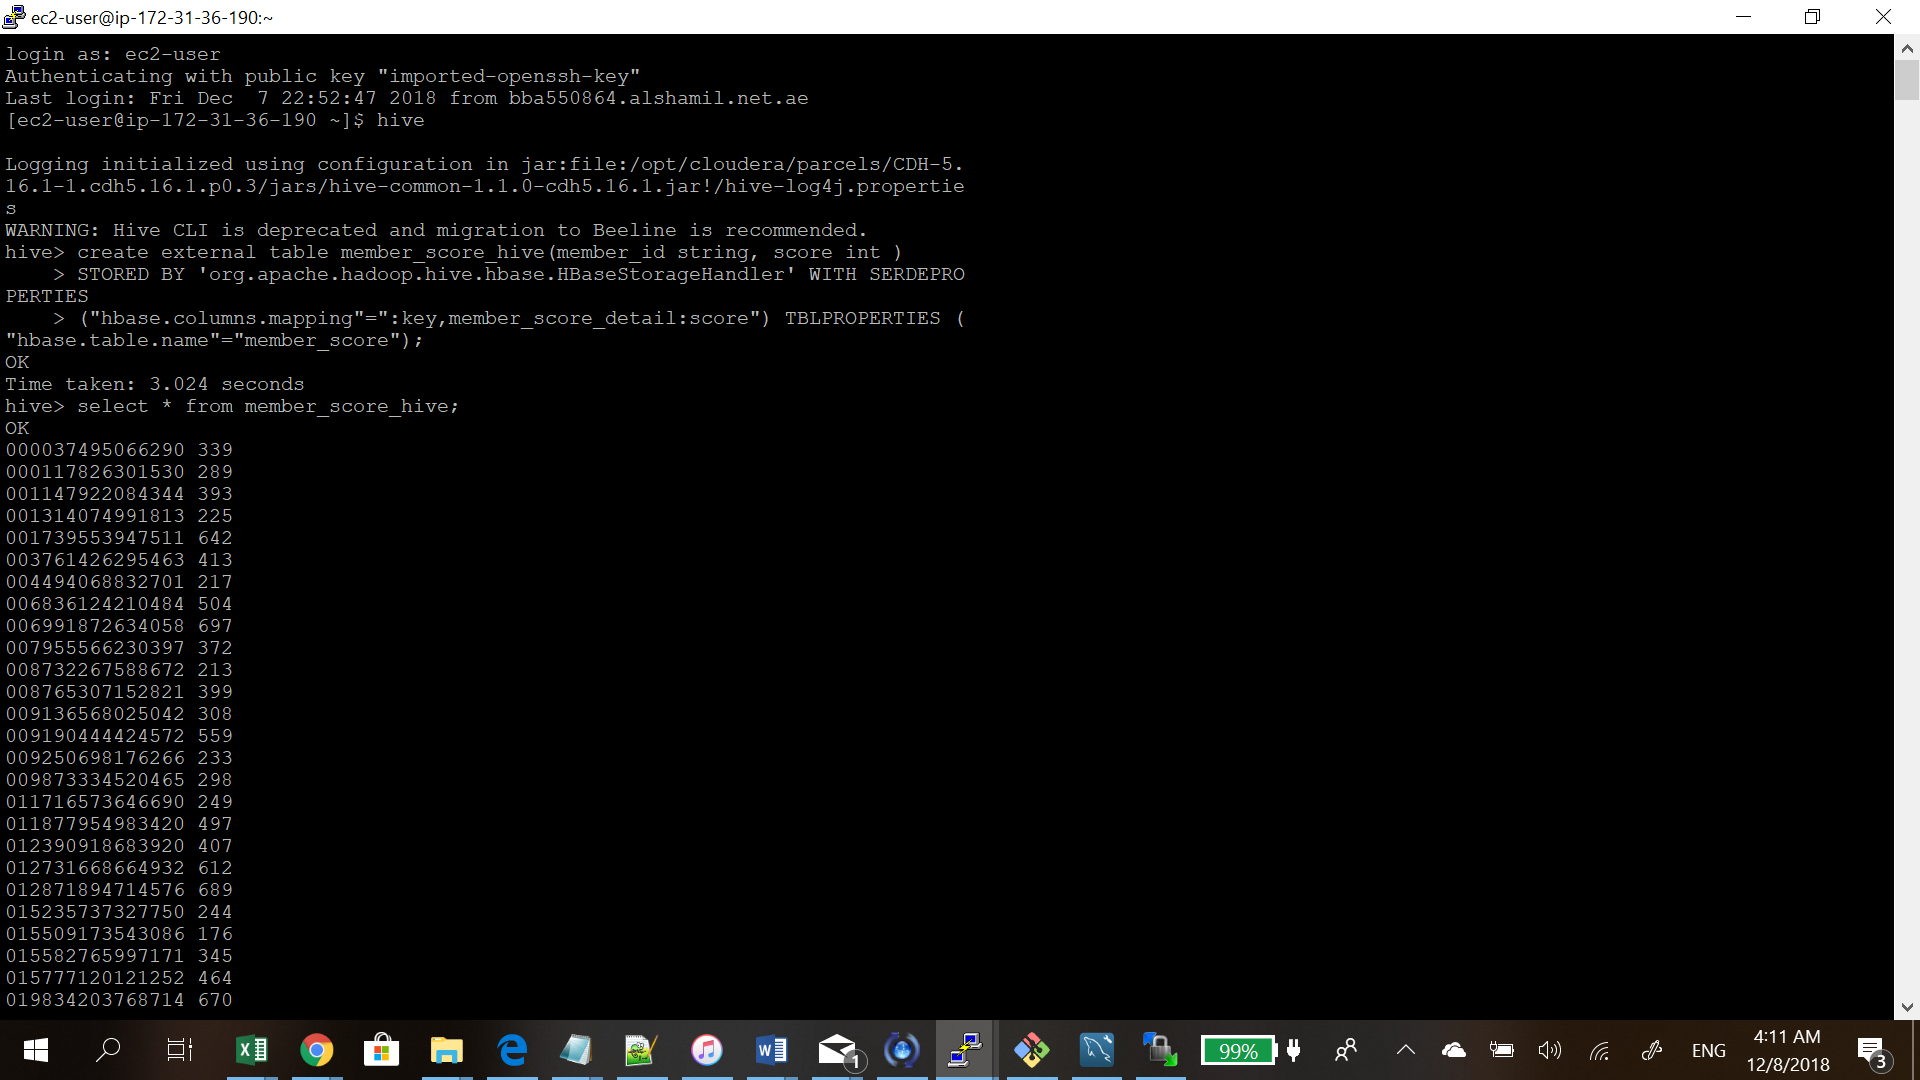 ec2-user@ip-172-31-36-190:~
login as: ec2-user
Authenticating with public key "imported-openssh-key"
Last login: Fri Dec  7 22:52:47 2018 from bba550864.alshamil.net.ae
[ec2-user@ip-172-31-36-190 ~]$ hive
Logging initialized using configuration in jar:file:/opt/cloudera/parcels/CDH-5.
16.1-1.cdh5.16.1.p0.3/jars/hive-common-1.1.0-cdh5.16.1.jar!/hive-log4j.propertie
s
WARNING: Hive CLI is deprecated and migration to Beeline is recommended.
hive> create external table member_score_hive(member_id string, score int )
    > STORED BY 'org.apache.hadoop.hive.hbase.HBaseStorageHandler' WITH SERDEPRO
PERTIES
    > ("hbase.columns.mapping"=":key,member_score_detail:score") TBLPROPERTIES (
"hbase.table.name"="member_score");
OK
Time taken: 3.024 seconds
hive> select * from member_score_hive;
OK
000037495066290 339
000117826301530 289
001147922084344 393
001314074991813 225
001739553947511 642
003761426295463 413
004494068832701 217
006836124210484 504
006991872634058 697
007955566230397 372
008732267588672 213
008765307152821 399
009136568025042 308
009190444424572 559
009250698176266 233
009873334520465 298
011716573646690 249
011877954983420 497
012390918683920 407
012731668664932 612
012871894714576 689
015235737327750 244
015509173543086 176
015582765997171 345
015777120121252 464
019834203768714 670
1
99%
ENG
4:11 AM
12/8/2018
3